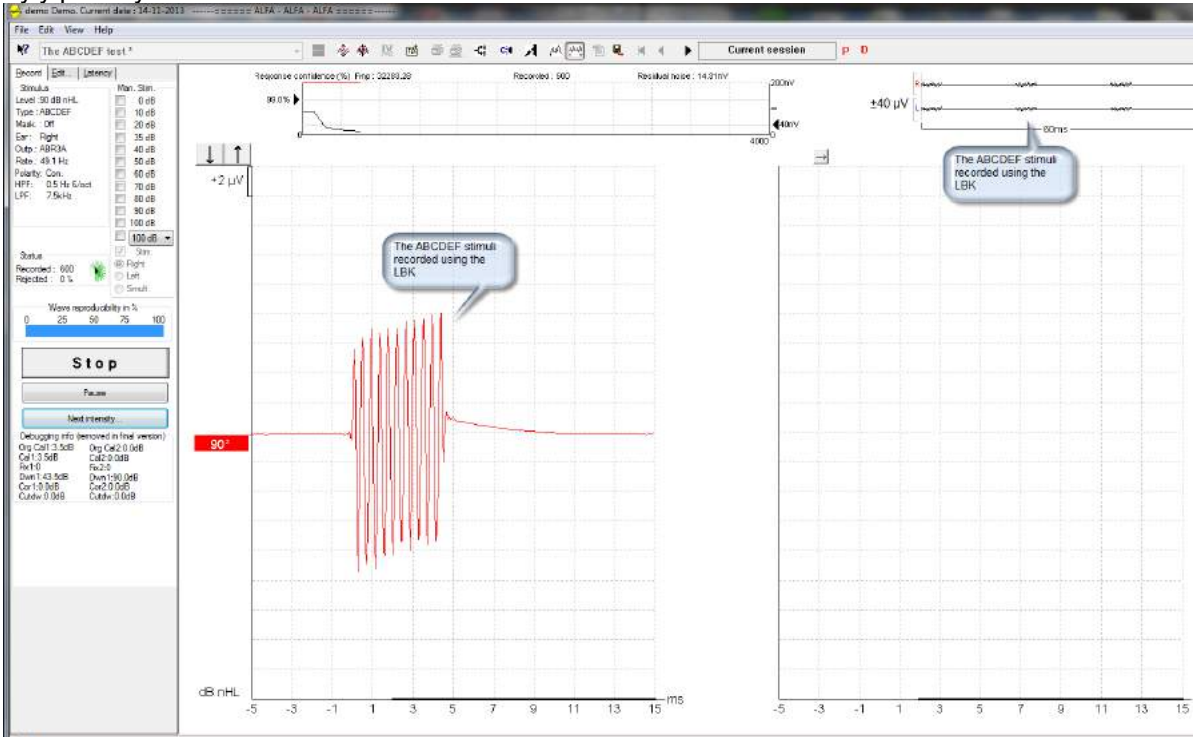 demo Demo. Current date : 14-11-2013 ------====== ALFA - ALFA - ALFA ======------
File Edit View Help
The ABCDEF test *
Current session
P D
Record Edit... Latency
Stimulus
Level :90 dB nHL
Type : ABCDEF
Mask. : Off
Ear : Right
Outp : ABR3A
Rate : 49.1 Hz
Polarity: Con.
HPF: 0.5 Hz 6/oct
LPF: 7.5kHz
Man. Stim.
0 dB
10 dB
20 dB
35 dB
40 dB
50 dB
60 dB
70 dB
80 dB
90 dB
100 dB
100 dB
Stim
Right
Left
Simult.
Status
Recorded : 600
Rejected : 0 %
Wave reproducibility in %
0 25 50 75 100
Stop
Pause
Next intensity...
Debugging info (removed in final version)
Org Cal1:3.5dB Org Cal2:0.0dB
Cal1:3.5dB Cal2:0.0dB
Fix1:0 Fix2:0
Dwn1:43.5dB Dwn1:90.0dB
Cor1:0.0dB Cor2:0.0dB
Cutdw:0.0dB Cutdw:0.0dB
Response confidence (%) Fmp : 32288.28 Recorded : 600 Residual noise : 14.81nV
99.0%
200nV
40nV
0
0
4000
+2 µV
The ABCDEF stimuli
recorded using the
LBK
90'
dB nHL
-5 -3 -1 1 3 5 7 9 11 13 15
ms
±40 µV
R
L
60ms
The ABCDEF stimuli
recorded using the
LBK
-5 -3 -1 1 3 5 7 9 11 13 15